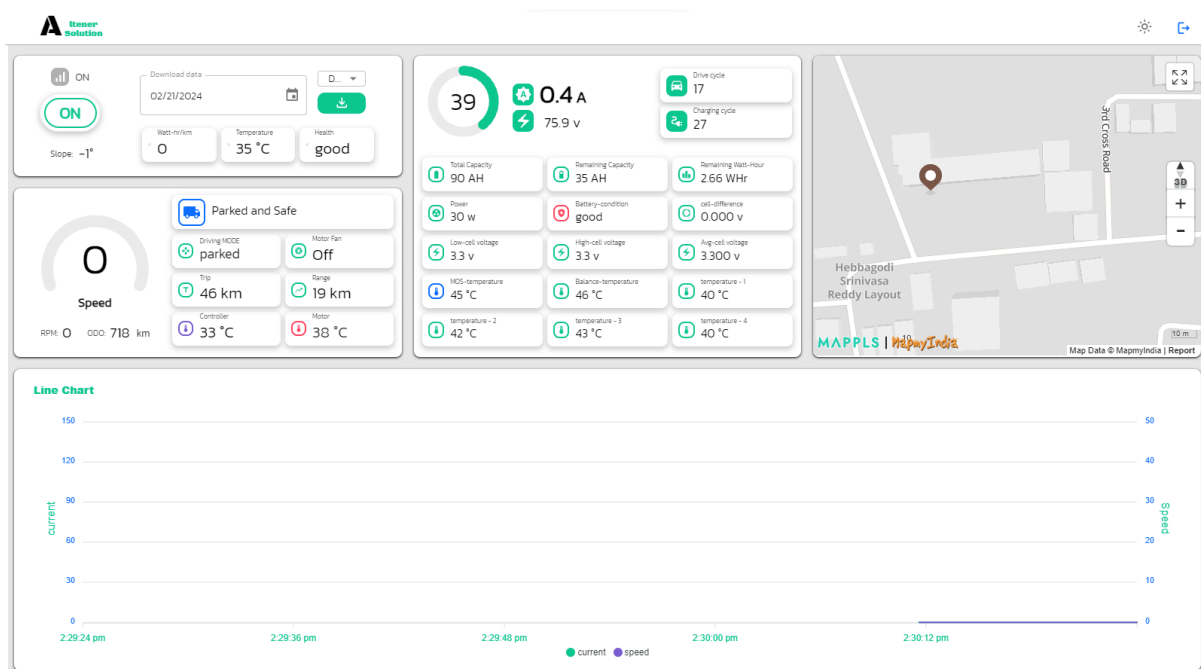 A ltener
Solution
ON
ON
Slope: -1°
Download data
02/21/2024
D...
Watt-hr/km
0
Temperature
35 °C
Health
good
0
Speed
RPM: 0 ODO: 718 km
Parked and Safe
Driving MODE
parked
Motor Fan
Off
Trip
46 km
Range
19 km
Controller
33 °C
Motor
38 °C
39
0.4 A
75.9 v
Drive cycle
17
Charging cycle
27
Total Capacity
90 AH
Remaining Capacity
35 AH
Remaining Watt-Hour
2.66 WHr
Power
30 w
Battery-condition
good
cell-difference
0.000 v
Low-cell voltage
3.3 v
High-cell voltage
3.3 v
Avg-cell voltage
3.300 v
MOS-temperature
45 °C
Balance-temperature
46 °C
temperature - 1
40 °C
temperature - 2
42 °C
temperature - 3
43 °C
temperature - 4
40 °C
3rd Cross Road
3D
+
-
Hebbagodi
Srinivasa
Reddy Layout
10 m
MAPPLS | MapmyIndia
Map Data © MapmyIndia | Report
Line Chart
150
120
90
60
30
0
current
50
40
30
20
10
0
Speed
2:29:24 pm
2:29:36 pm
2:29:48 pm
2:30:00 pm
2:30:12 pm
current
speed